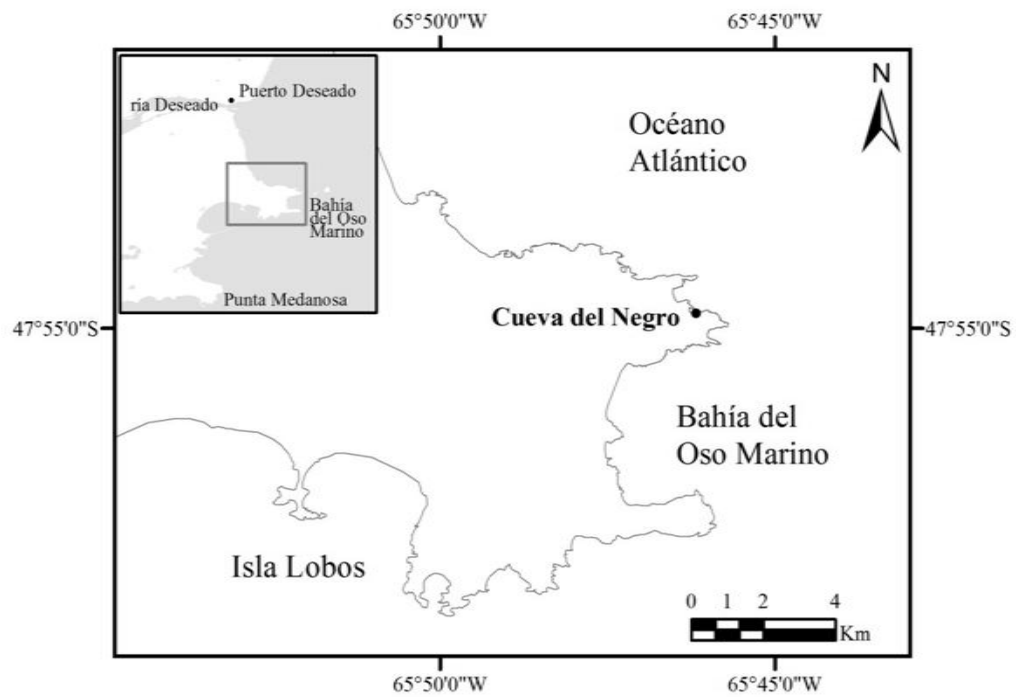 65°50'0"W
65°45'0"W
N
Puerto Deseado
ría Deseado
Océano
Atlántico
Bahía
del Oso
Marino
Punta Medanosa
Cueva del Negro
47°55'0"S
47°55'0"S
Bahía del
Oso Marino
Isla Lobos
0 1 2 4
Km
65°50'0"W
65°45'0"W